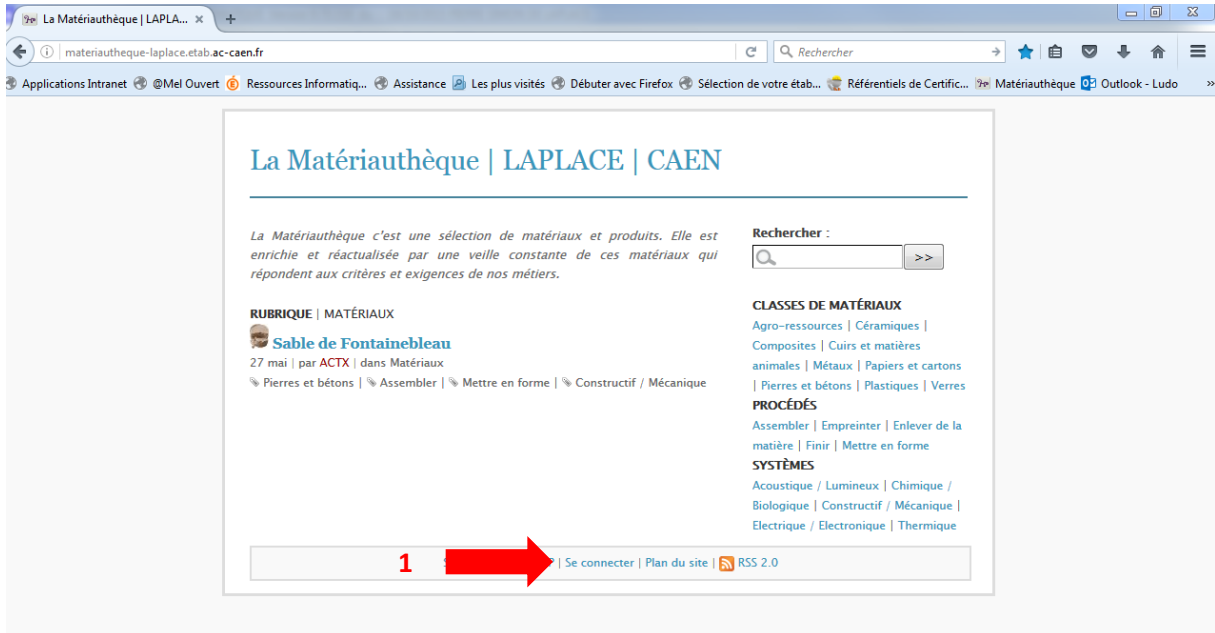 La Matériauthèque | LAPLA... × +
materiautheque-laplace.etab.ac-caen.fr
Rechercher
Applications Intranet @Mel Ouvert Ressources Informatiq... Assistance Les plus visités Débuter avec Firefox Sélection de votre étab... Référentiels de Certific... Matériauthèque Outlook - Ludo »
La Matériauthèque | LAPLACE | CAEN
La Matériauthèque c'est une sélection de matériaux et produits. Elle est
enrichie et réactualisée par une veille constante de ces matériaux qui
répondent aux critères et exigences de nos métiers.
RUBRIQUE | MATÉRIAUX
Sable de Fontainebleau
27 mai | par ACTX | dans Matériaux
Pierres et bétons | Assembler | Mettre en forme | Constructif / Mécanique
Rechercher :
>>
CLASSES DE MATÉRIAUX
Agro-ressources | Céramiques |
Composites | Cuirs et matières
animales | Métaux | Papiers et cartons
| Pierres et bétons | Plastiques | Verres
PROCÉDÉS
Assembler | Empreinter | Enlever de la
matière | Finir | Mettre en forme
SYSTÈMES
Acoustique / Lumineux | Chimique /
Biologique | Constructif / Mécanique |
Electrique / Electronique | Thermique
1
| Se connecter | Plan du site | RSS 2.0